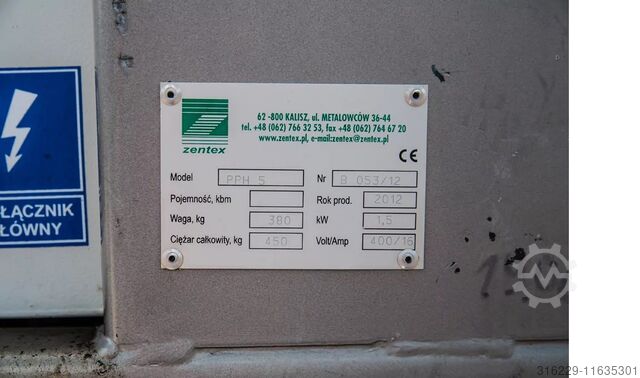 ŁĄCZNIK
ŁÓWNY
zentex
62 -800 KALISZ, ul. METALOWCÓW 36-44
tel. +48 (062) 766 32 53, fax +48 (062) 764 67 20
www.zentex.pl, e-mail:zentex@zentex.pl
CE
Model PPH 5 Nr B 053/12
Pojemność, kbm Rok prod. 2012
Waga, kg 380 kW 1,5
Ciężar całkowity, kg 450 Volt/Amp 400/16
316229-11635301